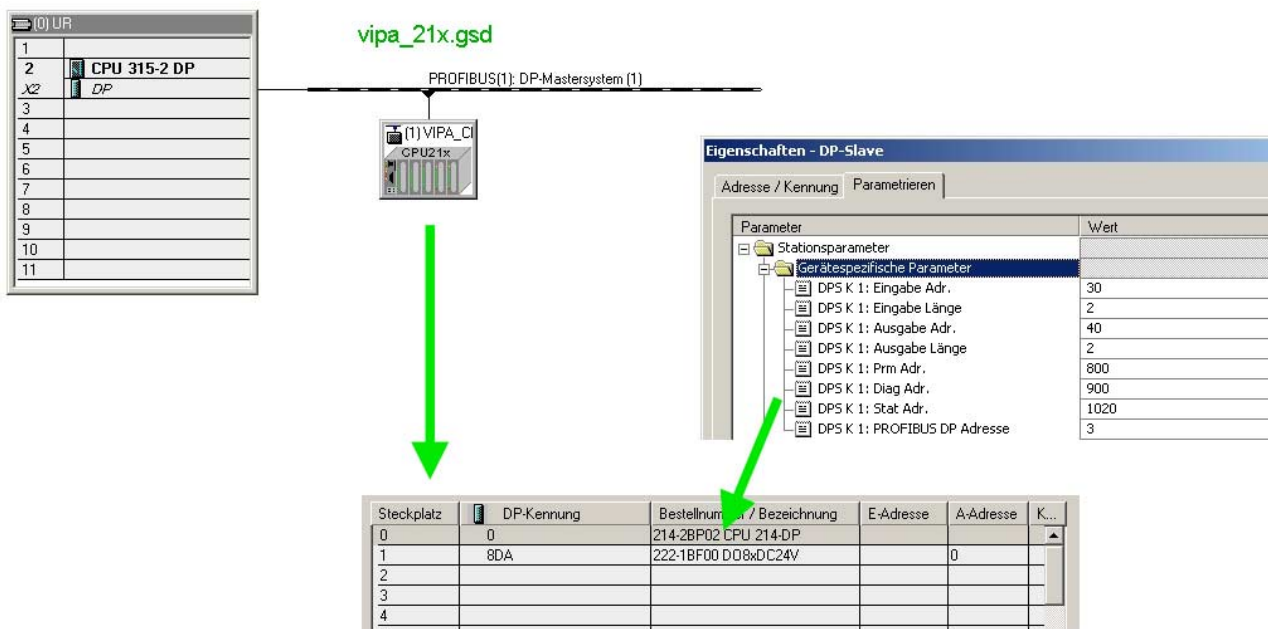 (0) UR
1
2 CPU 315-2 DP
X2 DP
3
4
5
6
7
8
9
10
11
vipa_21x.gsd
PROFIBUS(1): DP-Mastersystem (1)
(1) VIPA_CI
CPU21x
Eigenschaften - DP-Slave
Adresse / Kennung Parametrieren
Parameter Wert
Stationsparameter
Gerätespezifische Parameter
DPS K 1: Eingabe Adr. 30
DPS K 1: Eingabe Länge 2
DPS K 1: Ausgabe Adr. 40
DPS K 1: Ausgabe Länge 2
DPS K 1: Prm Adr. 800
DPS K 1: Diag Adr. 900
DPS K 1: Stat Adr. 1020
DPS K 1: PROFIBUS DP Adresse 3
Steckplatz DP-Kennung / Bezeichnung E-Adresse A-Adresse K...
0 0 214-2BP02 CPU 214-DP
1 8DA 222-1BF00 DO8xDC24V 0
2
3
4